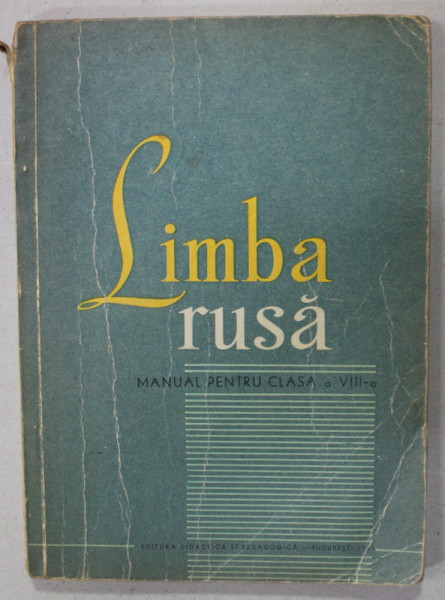 Limba
rusă
MANUAL PENTRU CLASA a VIII-a
EDITURA DIDACTICĂ ȘI PEDAGOGICĂ — BUCUREȘTI